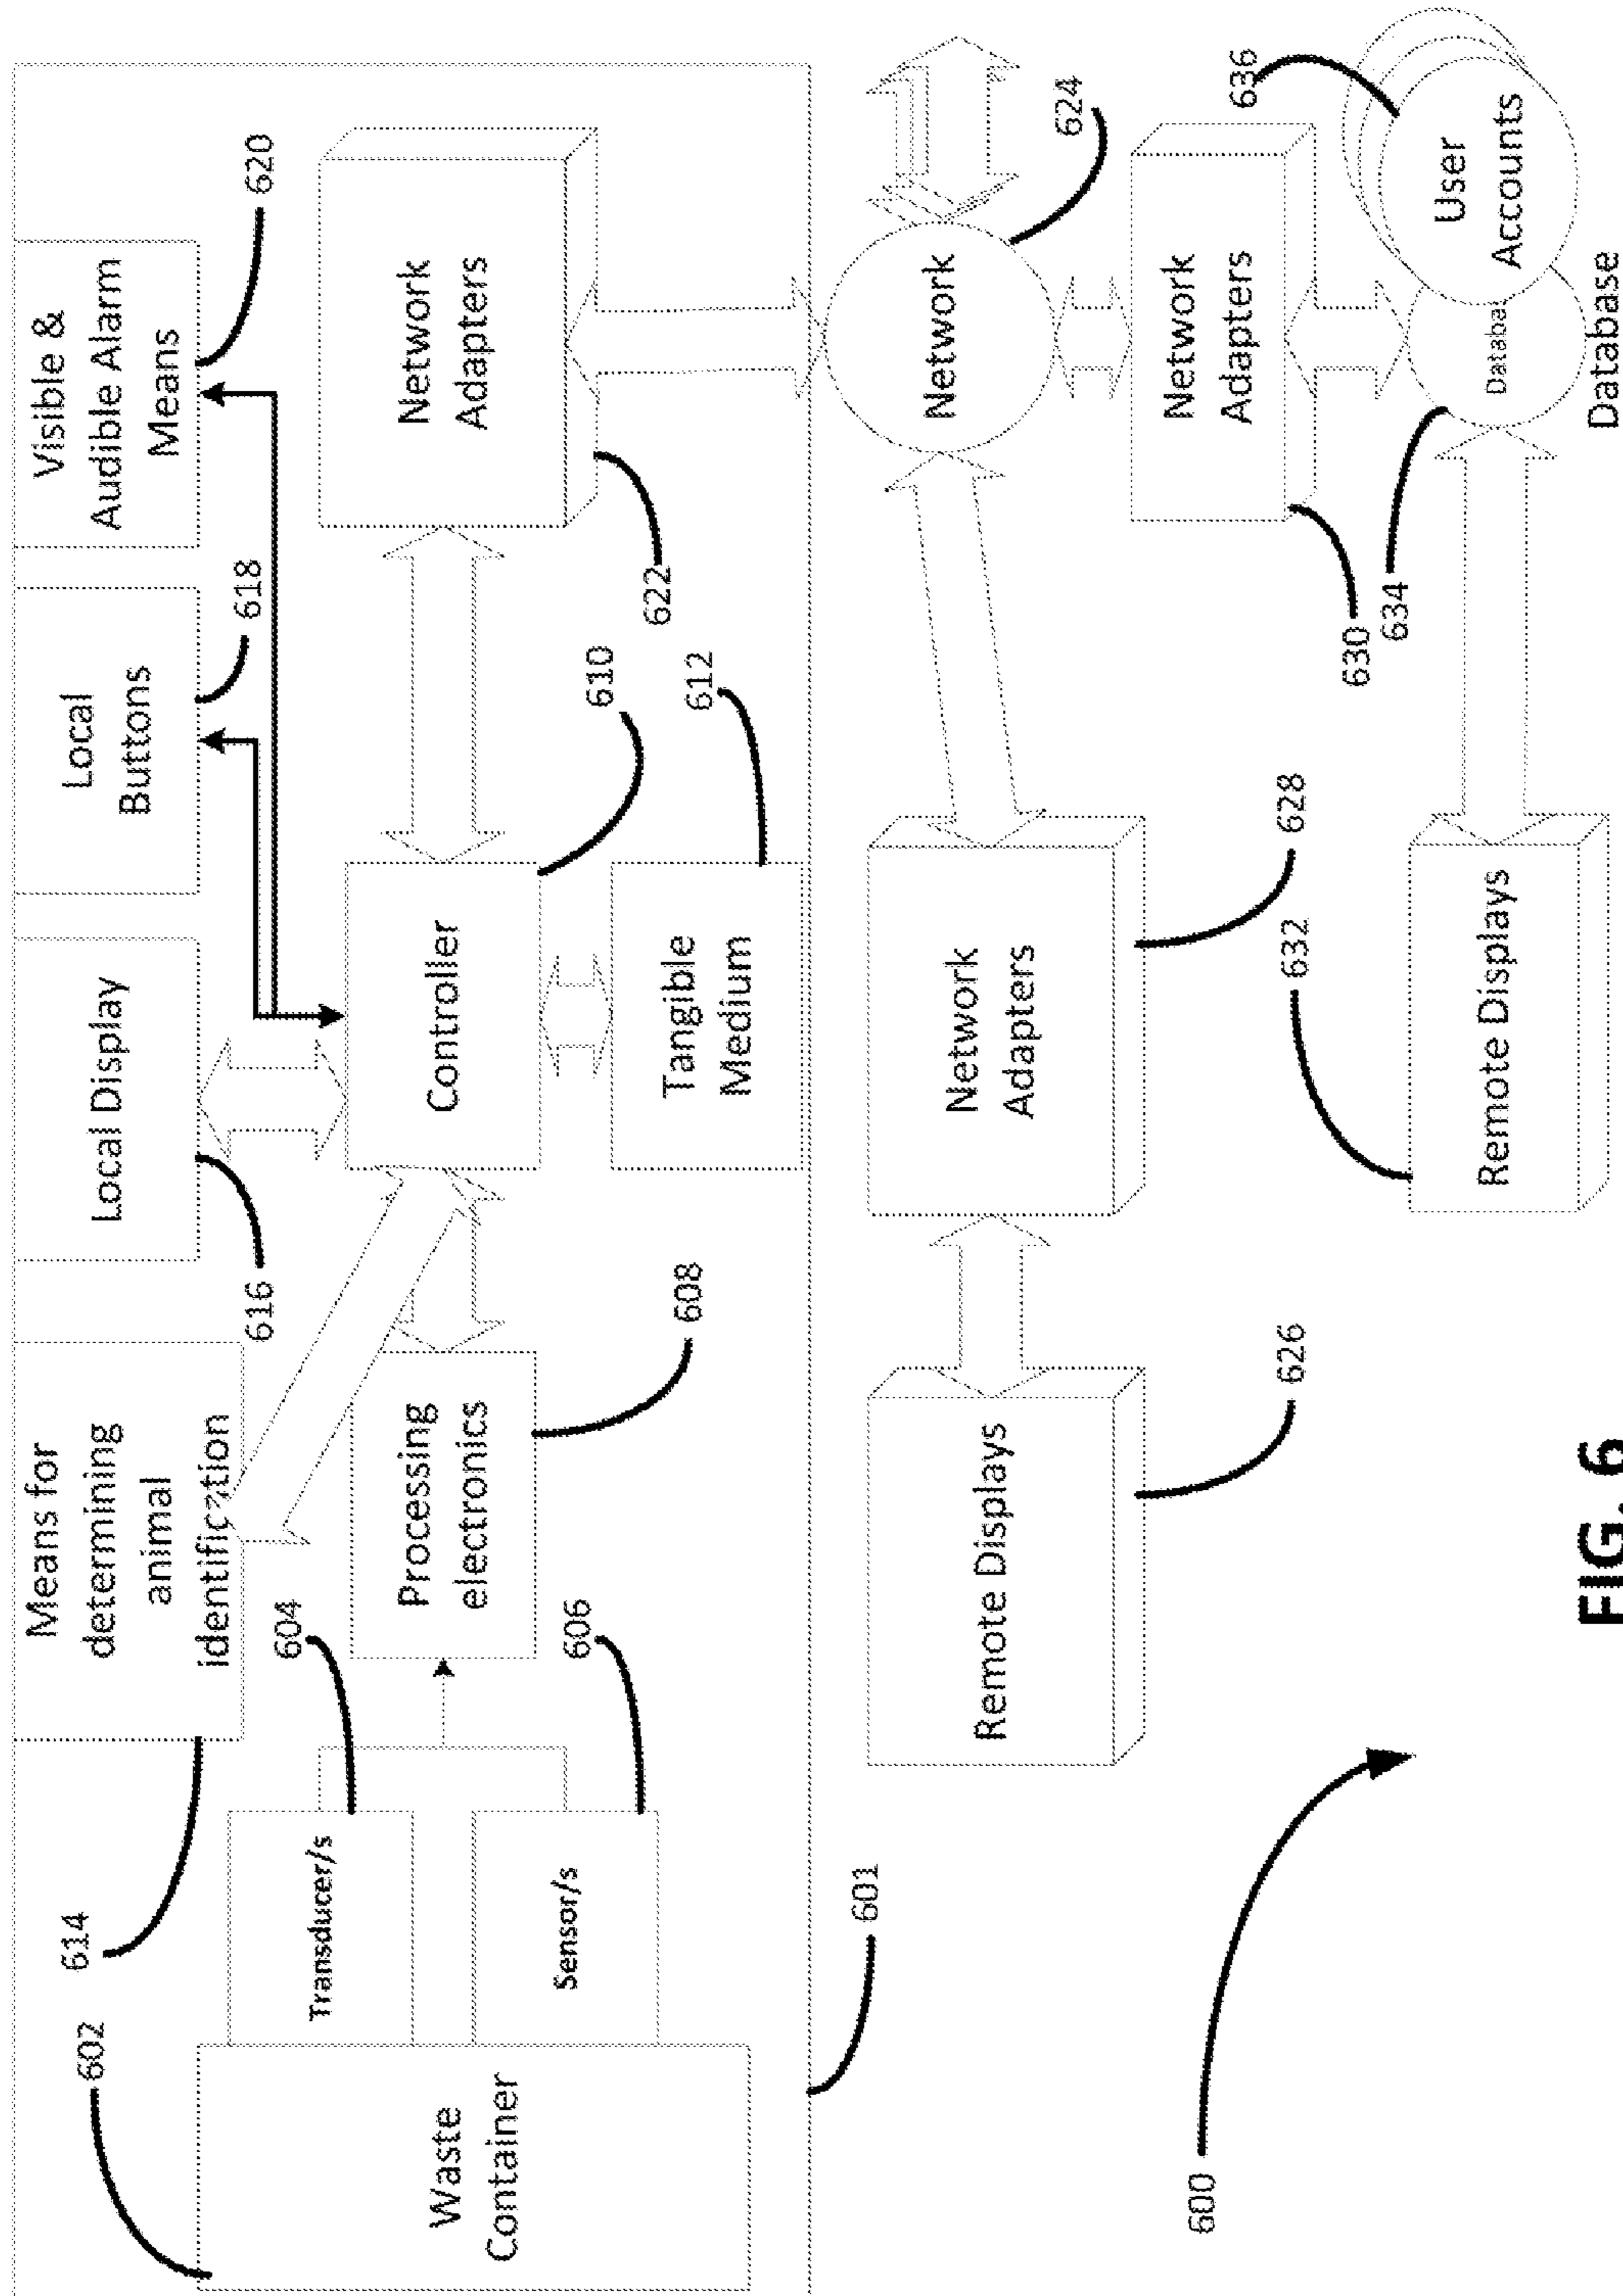 602
614
Means for
determining
animal
identification
616
Local Display
Local
Buttons
618
Visible &
Audible Alarm
Means
620
Waste
Container
Transducer/s
604
Sensor/s
606
Processing
electronics
608
Controller
610
Tangible
Medium
612
Network
Adapters
622
601
Remote Displays
626
Network
Adapters
628
Network
624
Network
Adapters
630
632
Remote Displays
634
Databa
Database
User
Accounts
636
600
FIG. 6